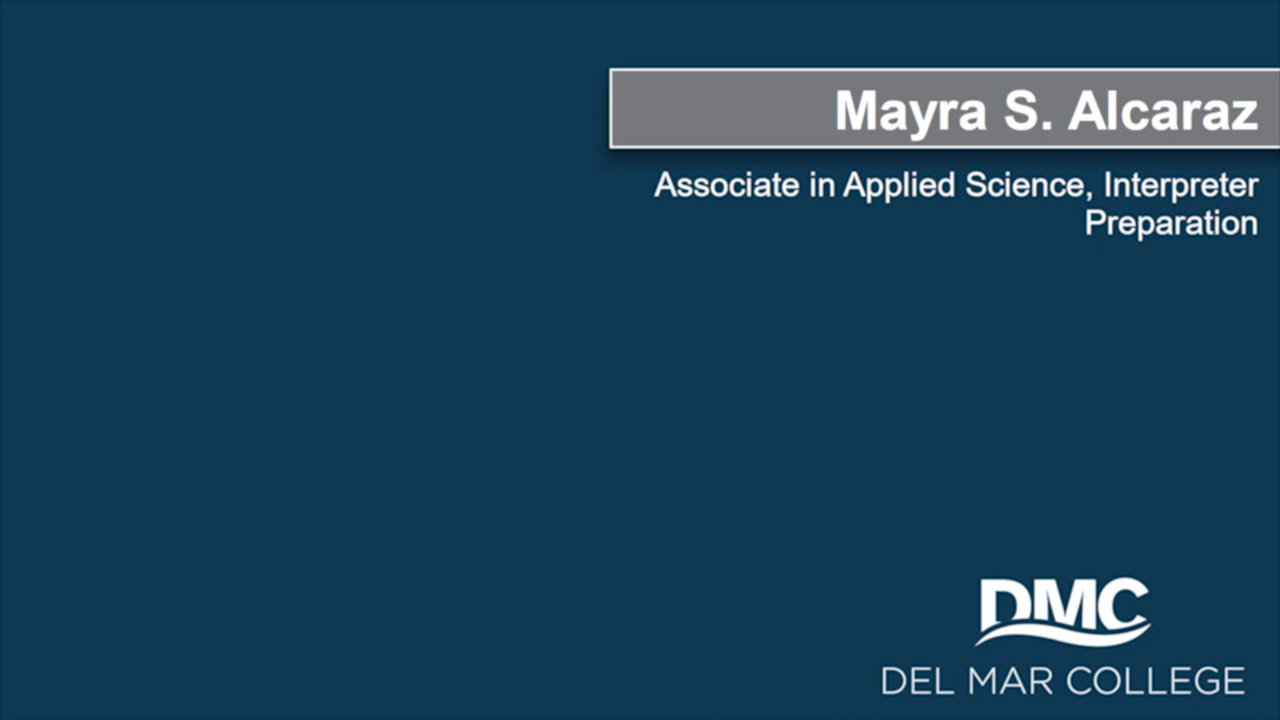 Mayra S. Alcaraz
Associate in Applied Science, Interpreter
Preparation
DMC
DEL MAR COLLEGE